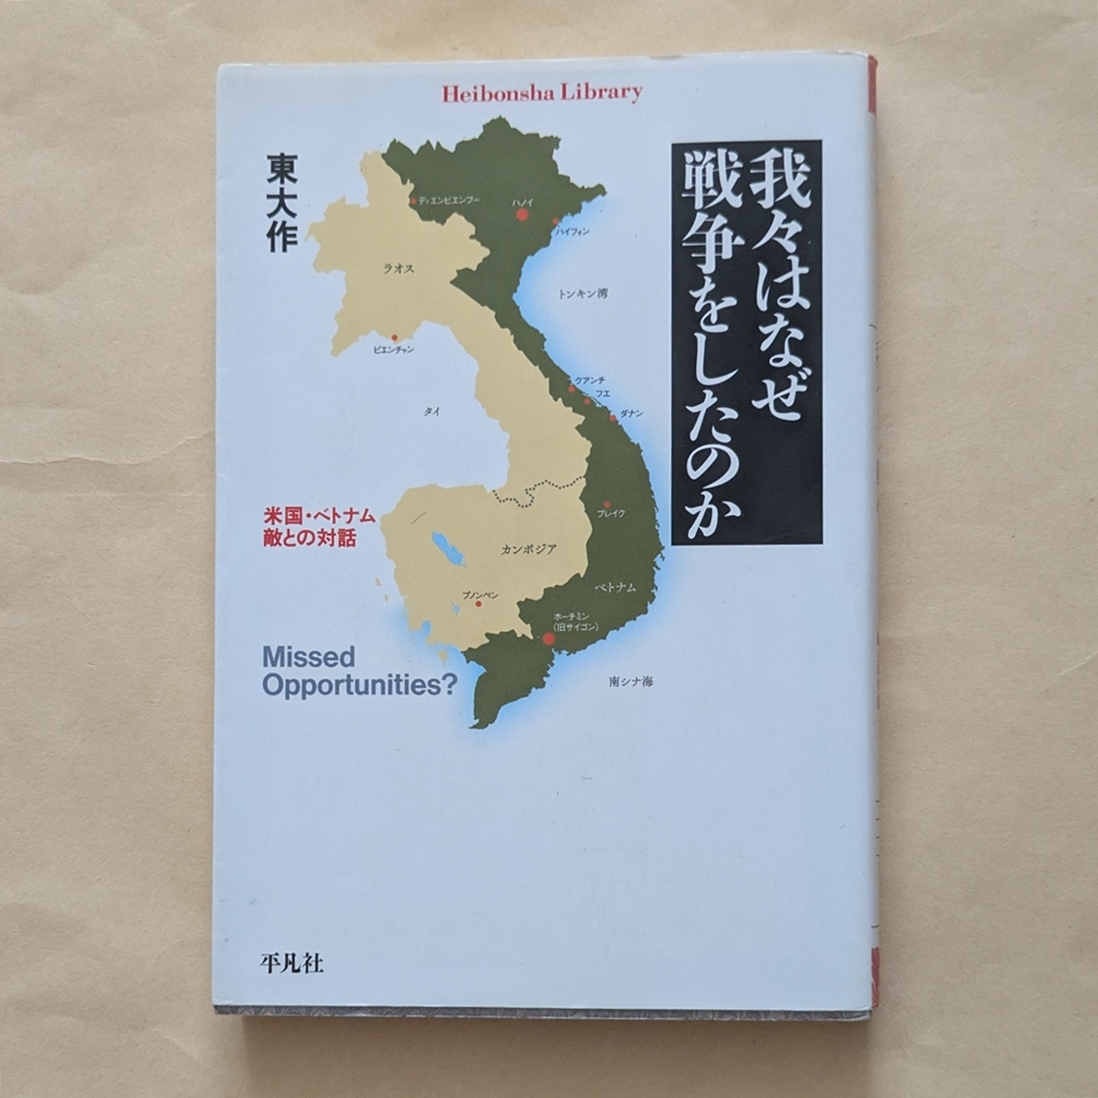 Heibonsha Library
我々はなぜ
戦争をしたのか
東大作
ディエンビエンフー
ハノイ
ハイフォン
ラオス
トンキン湾
ビエンチャン
タイ
クアンチ
フエ
ダナン
プレイク
カンボジア
プノンペン
ベトナム
ホーチミン
(旧サイゴン)
南シナ海
米国・ベトナム
敵との対話
Missed
Opportunities?
平凡社